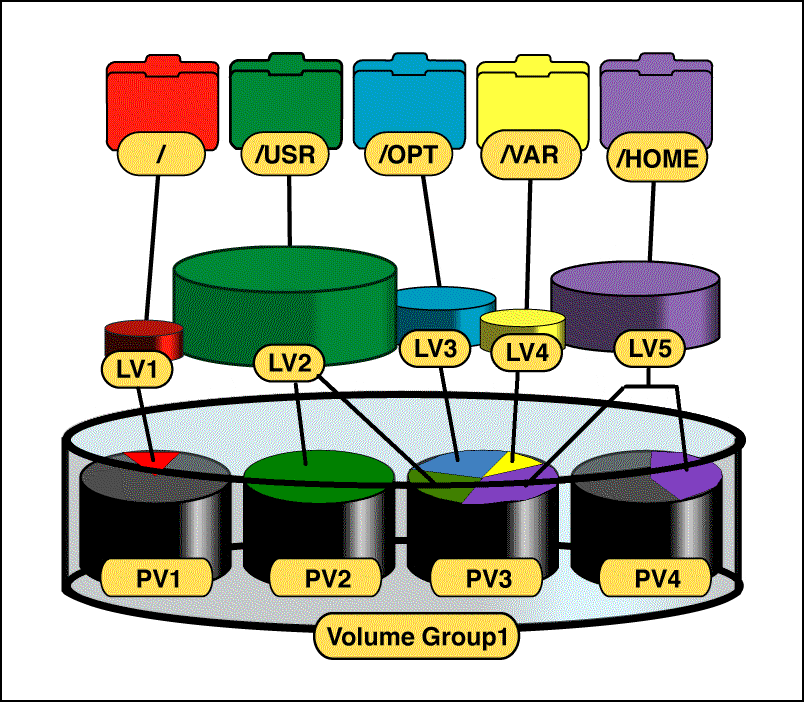 /
/USR
/OPT
/VAR
/HOME
LV1
LV2
LV3
LV4
LV5
PV1
PV2
PV3
PV4
Volume Group1